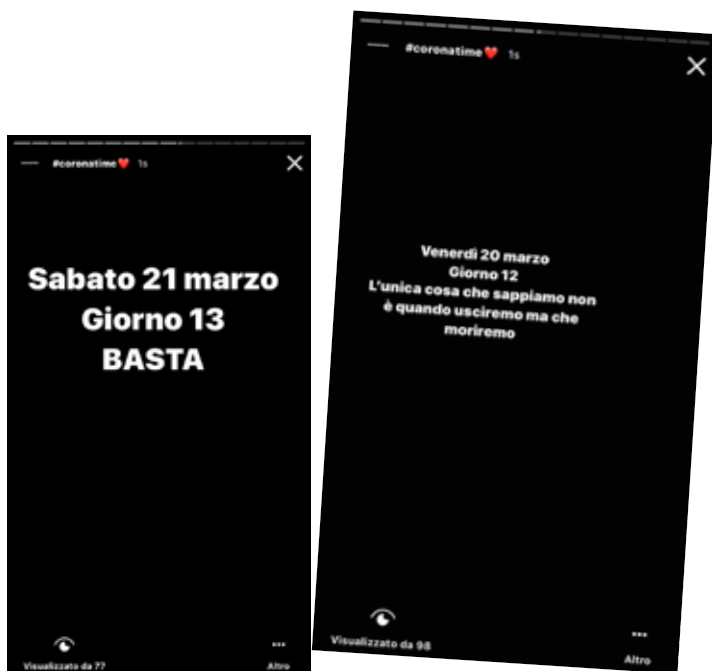 #coronatime❤️ 1s
Sabato 21 marzo
Giorno 13
BASTA
Visualizzato da 77
Altro
#coronatime❤️ 1s
Venerdì 20 marzo
Giorno 12
L'unica cosa che sappiamo non
è quando usciremo ma che
moriremo
Visualizzato da 98
Altro